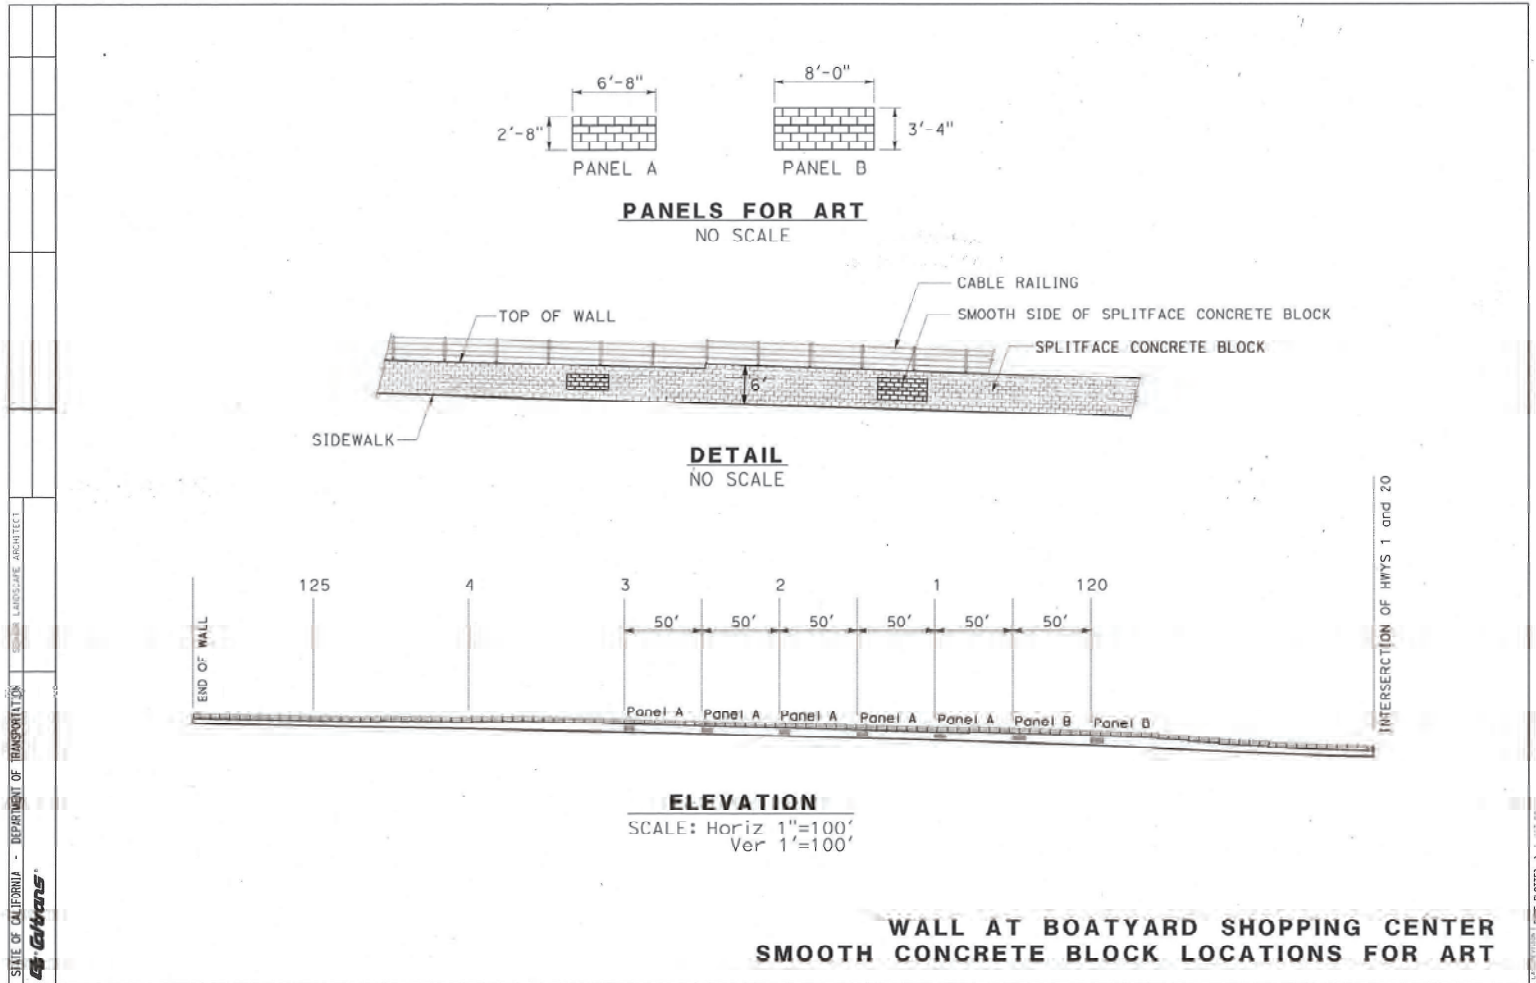 6'-8"
8'-0"
2'-8"
3'-4"
PANEL A
PANEL B
PANELS FOR ART
NO SCALE
CABLE RAILING
TOP OF WALL
SMOOTH SIDE OF SPLITFACE CONCRETE BLOCK
SPLITFACE CONCRETE BLOCK
6'
SIDEWALK
DETAIL
NO SCALE
INTERSERCTION OF HWYS 1 and 20
125
4
3
2
1
120
50'
50'
50'
50'
50'
50'
END OF WALL
Panel A
Panel A
Panel A
Panel A
Panel A
Panel B
Panel B
ELEVATION
SCALE: Horiz 1"=100'
Ver 1'=100'
WALL AT BOATYARD SHOPPING CENTER
SMOOTH CONCRETE BLOCK LOCATIONS FOR ART
STATE OF CALIFORNIA - DEPARTMENT OF TRANSPORTATION
SENIOR LANDSCAPE ARCHITECT
Caltrans